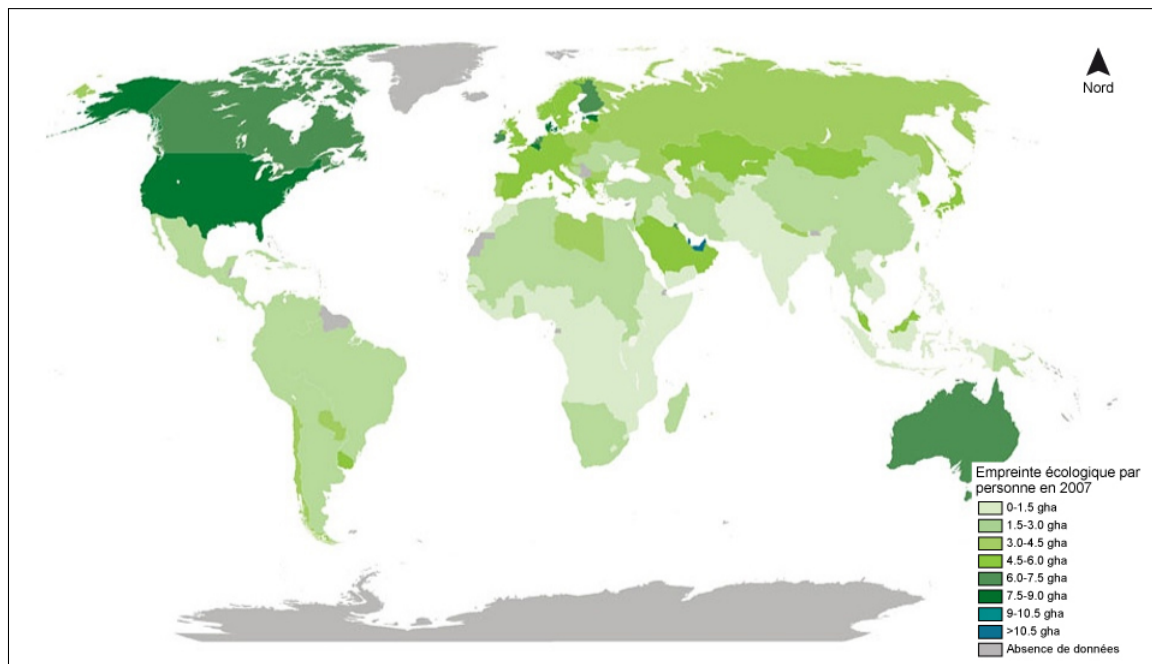 Nord
Empreinte écologique par
personne en 2007
0-1.5 gha
1.5-3.0 gha
3.0-4.5 gha
4.5-6.0 gha
6.0-7.5 gha
7.5-9.0 gha
9-10.5 gha
>10.5 gha
Absence de données